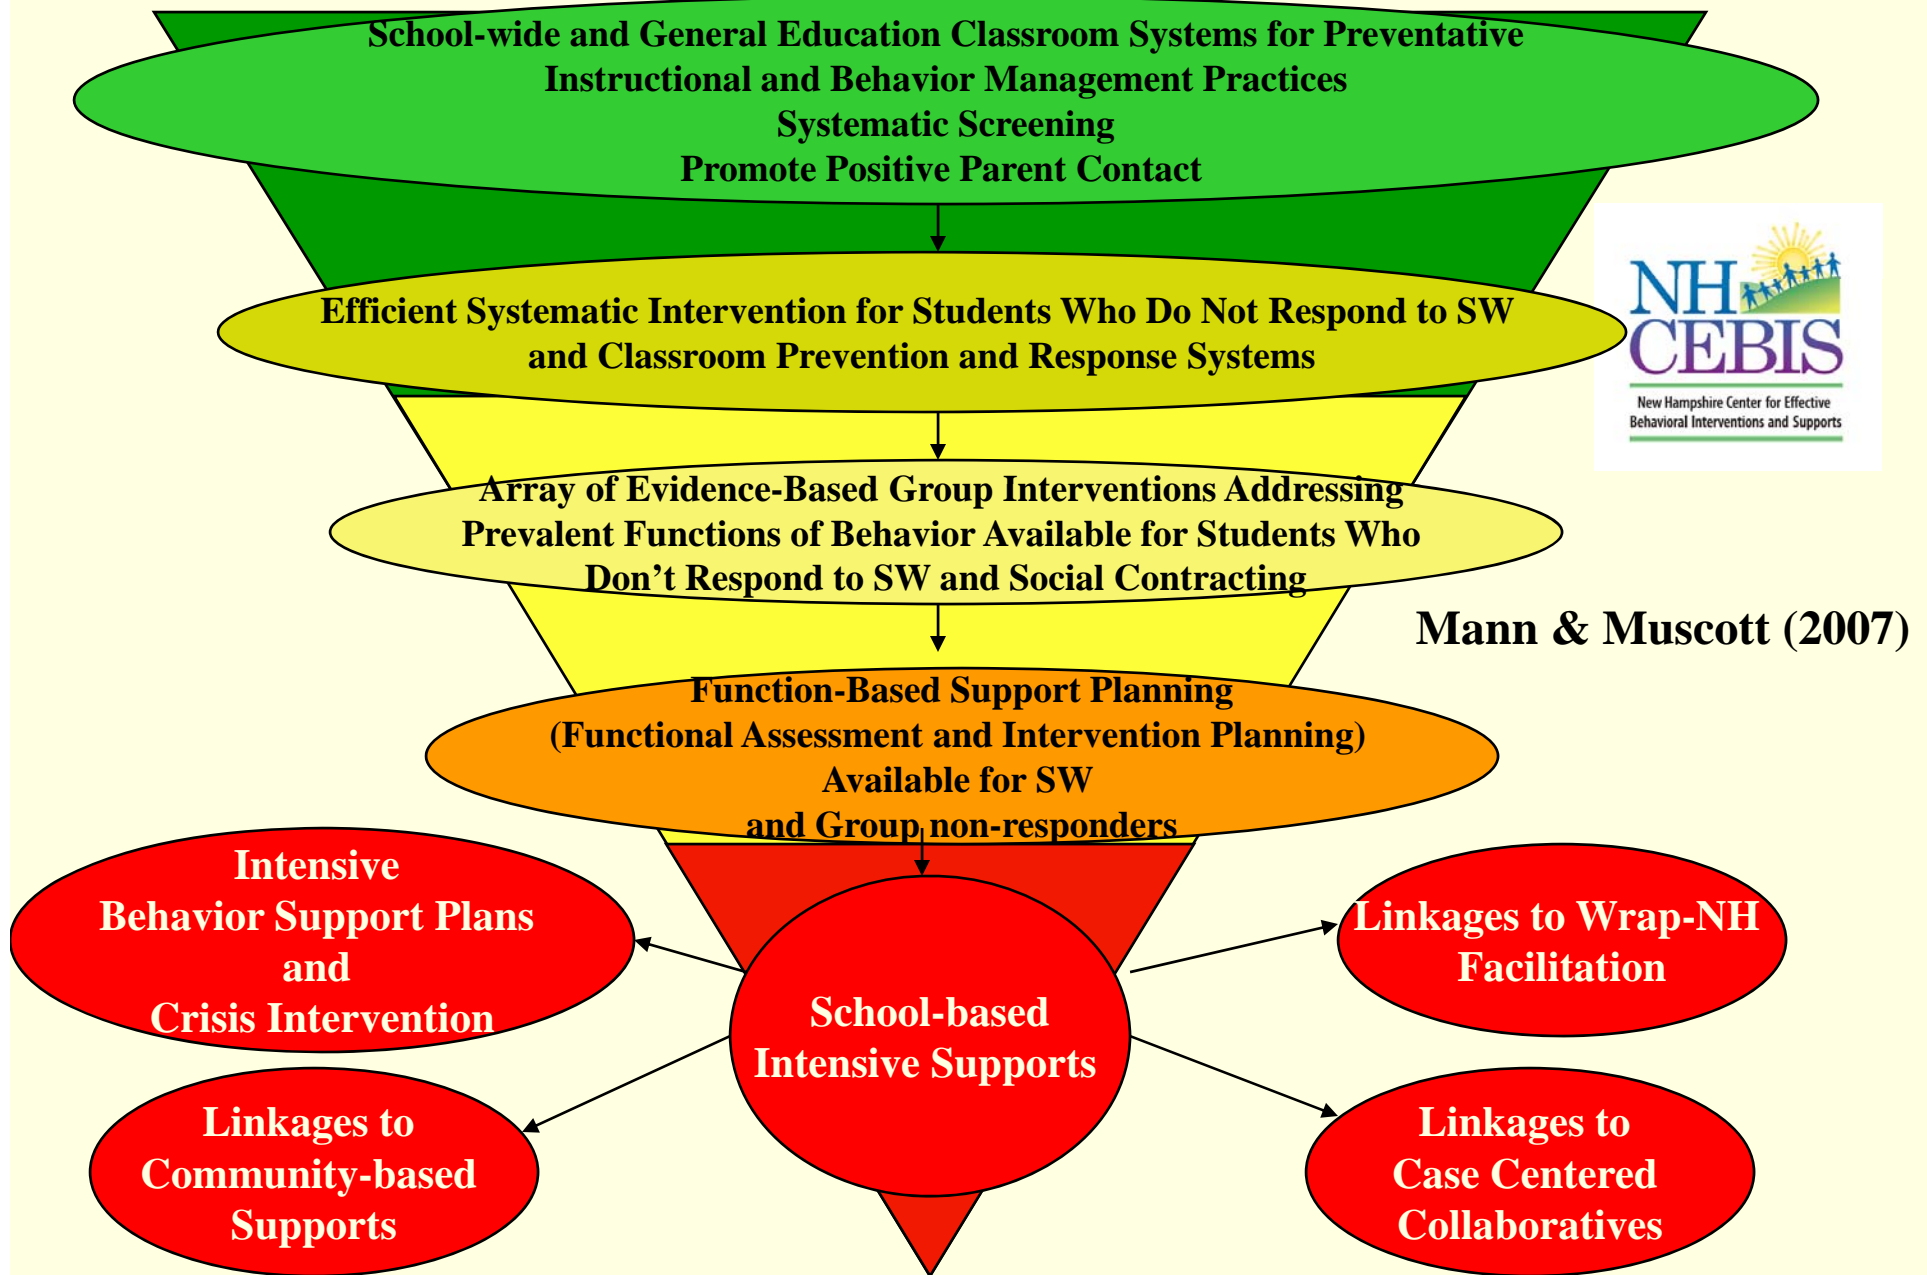 School-wide and General Education Classroom Systems for Preventative
Instructional and Behavior Management Practices
Systematic Screening
Promote Positive Parent Contact
Efficient Systematic Intervention for Students Who Do Not Respond to SW
and Classroom Prevention and Response Systems
NH
CEBIS
New Hampshire Center for Effective
Behavioral Interventions and Supports
Array of Evidence-Based Group Interventions Addressing
Prevalent Functions of Behavior Available for Students Who
Don't Respond to SW and Social Contracting
Mann & Muscott (2007)
Function-Based Support Planning
(Functional Assessment and Intervention Planning)
Available for SW
and Group non-responders
Intensive
Behavior Support Plans
and
Crisis Intervention
Linkages to Wrap-NH
Facilitation
School-based
Intensive Supports
Linkages to
Community-based
Supports
Linkages to
Case Centered
Collaboratives